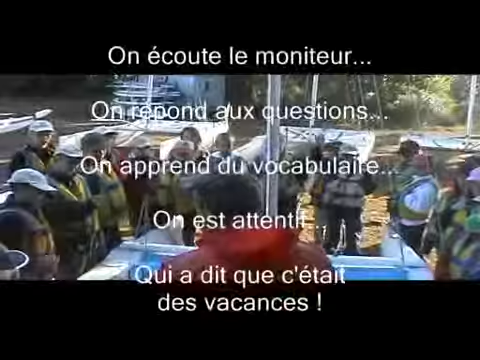 On écoute le moniteur...
On répond aux questions...
On apprend du vocabulaire...
On est attentif...
Qui a dit que c'était
des vacances !